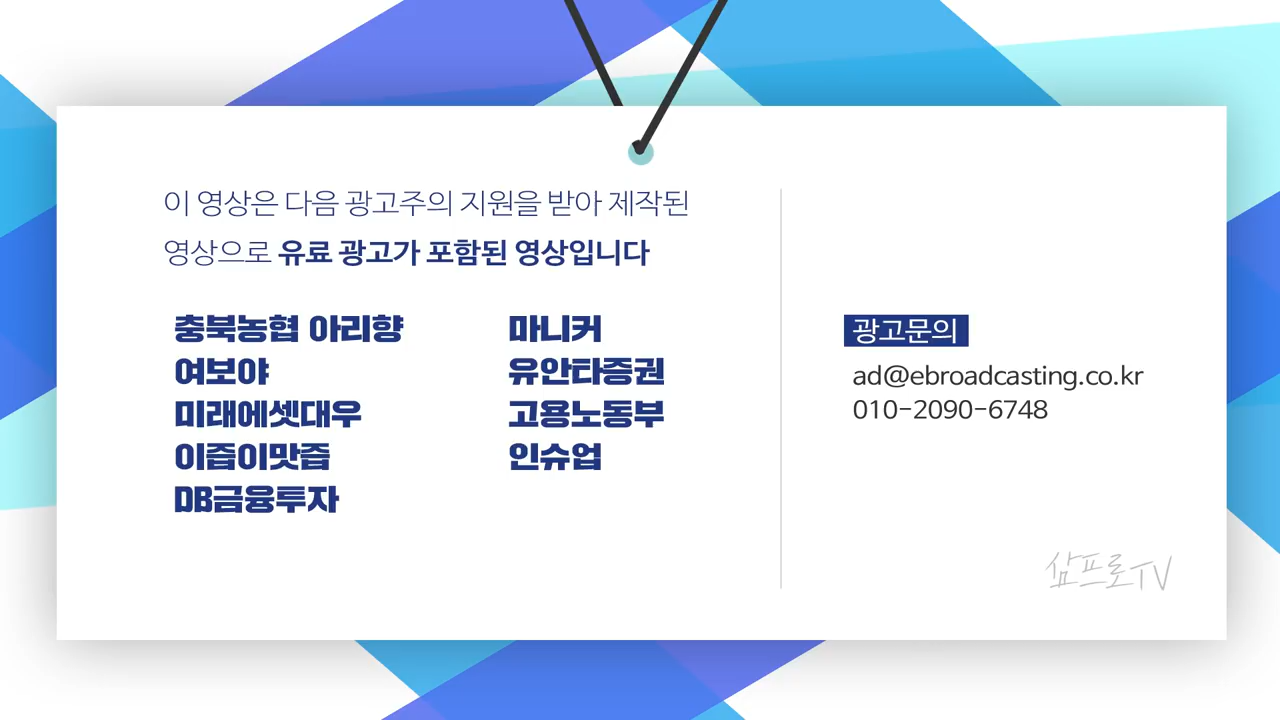 이 영상은 다음 광고주의 지원을 받아 제작된
영상으로 유료 광고가 포함된 영상입니다
충북농협 아리향
여보야
미래에셋대우
이즙이맛즙
DB금융투자
마니커
유안타증권
고용노동부
인슈업
광고문의
ad@ebroadcasting.co.kr
010-2090-6748
삼프로TV